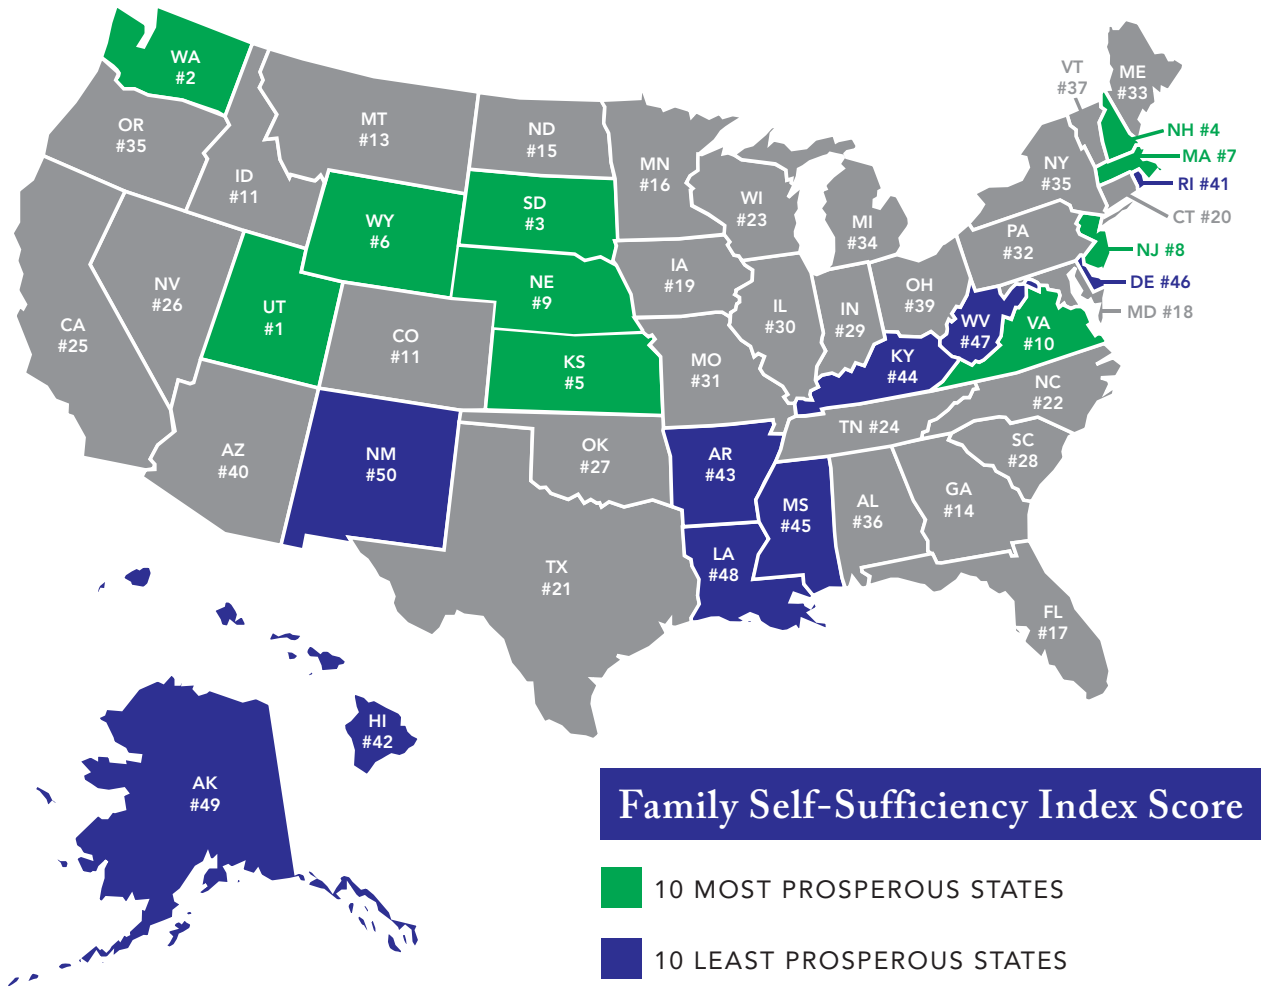 WA
#2
OR
#35
CA
#25
ID
#11
NV
#26
MT
#13
WY
#6
UT
#1
CO
#11
AZ
#40
NM
#50
ND
#15
SD
#3
NE
#9
KS
#5
OK
#27
TX
#21
MN
#16
IA
#19
MO
#31
AR
#43
LA
#48
WI
#23
IL
#30
MI
#34
IN
#29
OH
#39
KY
#44
TN #24
MS
#45
AL
#36
GA
#14
FL
#17
SC
#28
NC
#22
VA
#10
WV
#47
PA
#32
NY
#35
VT
#37
ME
#33
NH #4
MA #7
RI #41
CT #20
NJ #8
DE #46
MD #18
AK
#49
HI
#42
Family Self-Sufficiency Index Score
10 MOST PROSPEROUS STATES
10 LEAST PROSPEROUS STATES